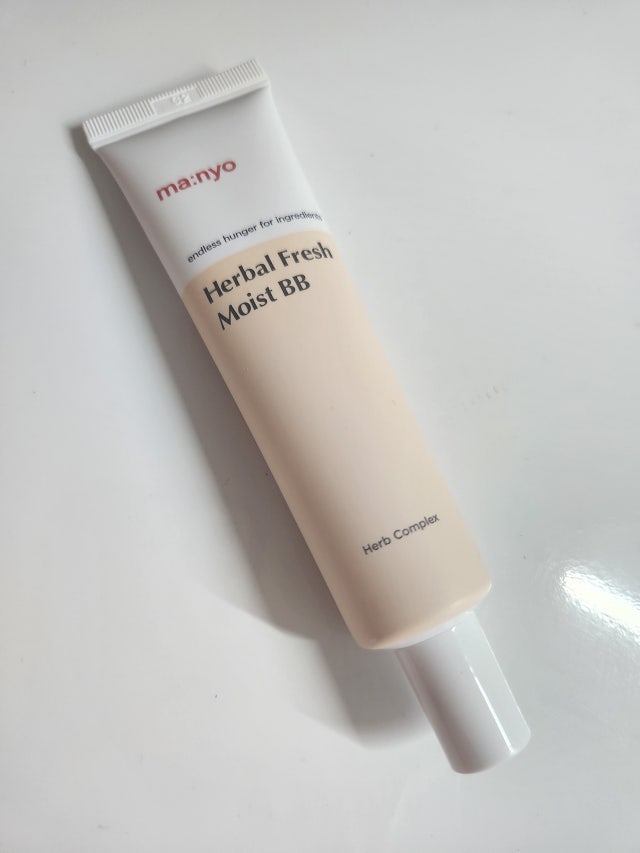 ma:nyo
endless hunger for ingredients
Herbal Fresh
Moist BB
Herb Complex